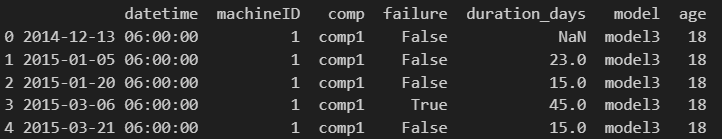 datetime machineID comp failure duration_days model age
0 2014-12-13 06:00:00 1 comp1 False NaN model3 18
1 2015-01-05 06:00:00 1 comp1 False 23.0 model3 18
2 2015-01-20 06:00:00 1 comp1 False 15.0 model3 18
3 2015-03-06 06:00:00 1 comp1 True 45.0 model3 18
4 2015-03-21 06:00:00 1 comp1 False 15.0 model3 18